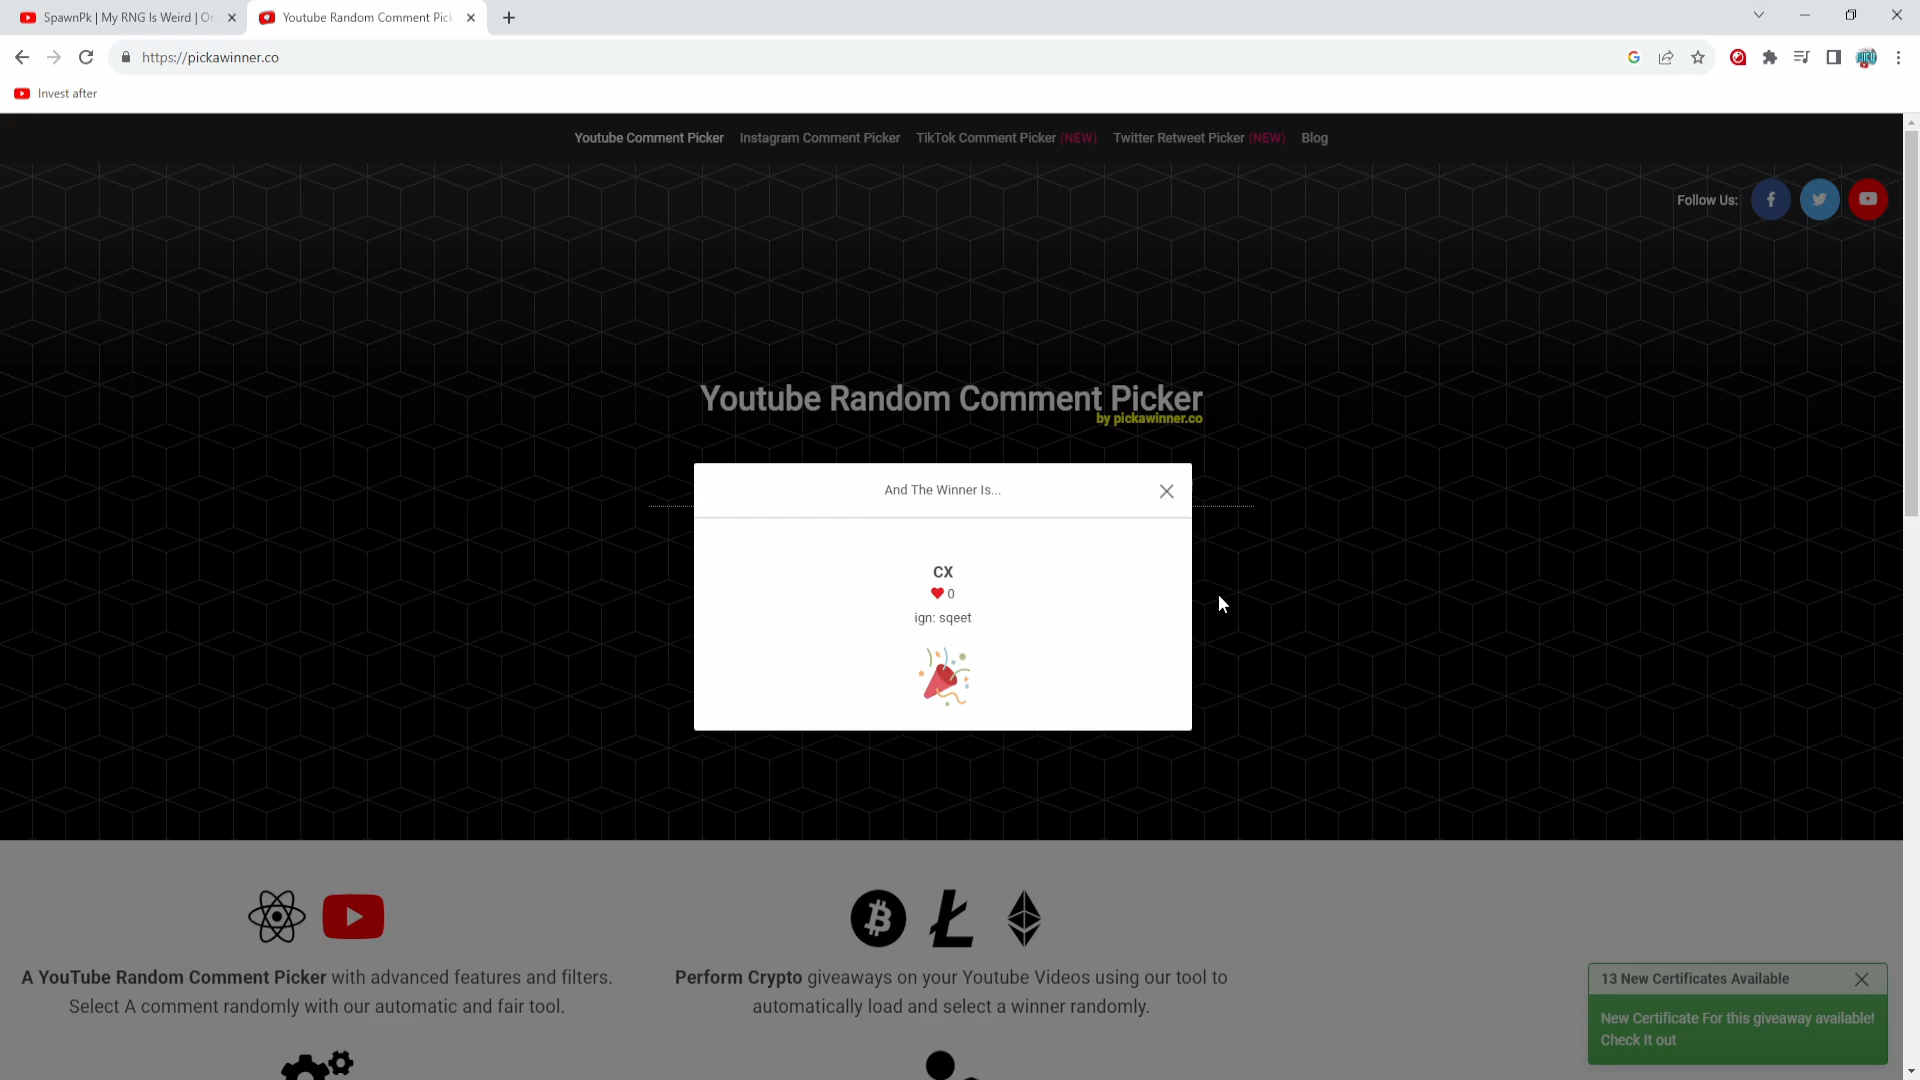 SpawnPk | My RNG Is Weird | Or
Youtube Random Comment Pick
https://pickawinner.co
Invest after
Youtube Comment Picker
Instagram Comment Picker
TikTok Comment Picker (NEW)
Twitter Retweet Picker (NEW)
Blog
Follow Us:
Youtube Random Comment Picker
by pickawinner.co
And The Winner Is...
CX
0
ign: sqeet
A YouTube Random Comment Picker with advanced features and filters.
Select A comment randomly with our automatic and fair tool.
Perform Crypto giveaways on your Youtube Videos using our tool to
automatically load and select a winner randomly.
13 New Certificates Available
New Certificate For this giveaway available!
Check It out